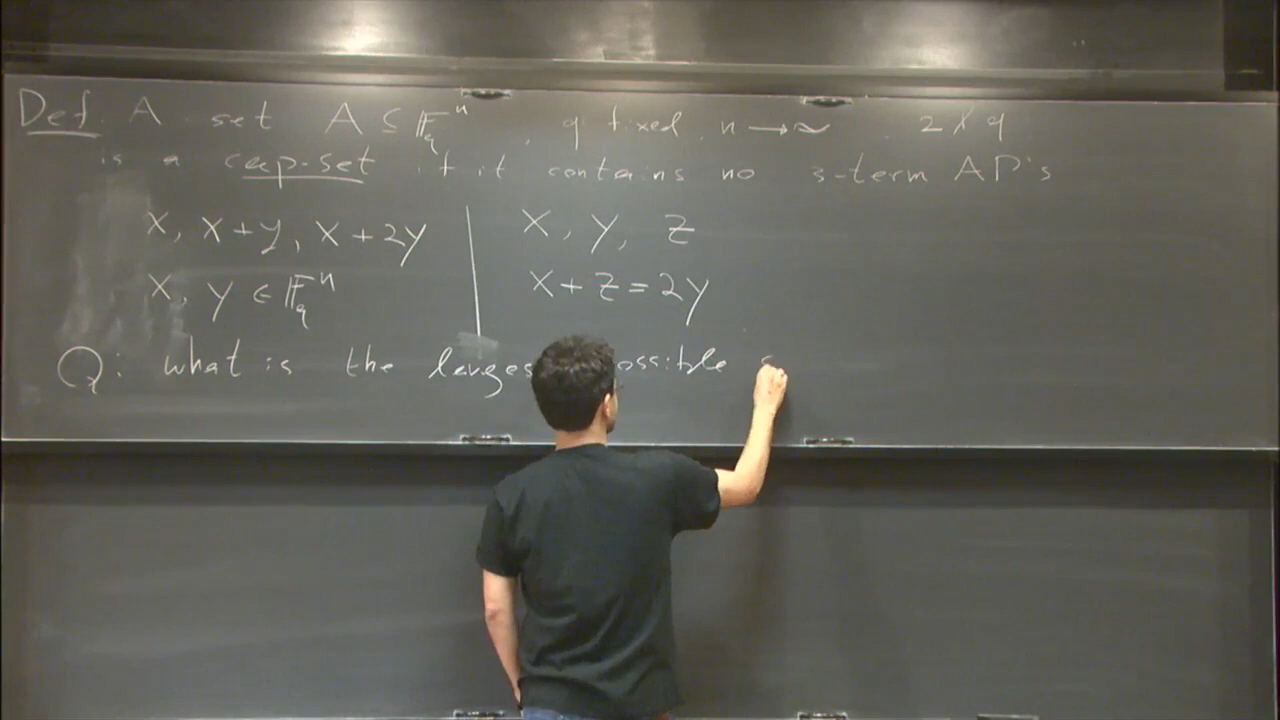 Def. A set A ⊆ 𝔽_q^n, q fixed, n → ∞. 2 ∤ q
is a cap-set if it contains no 3-term AP's
X, X+y, X+2y | X, y, Z
X, y ∈ 𝔽_q^n | X + Z = 2y
Q: what is the possible